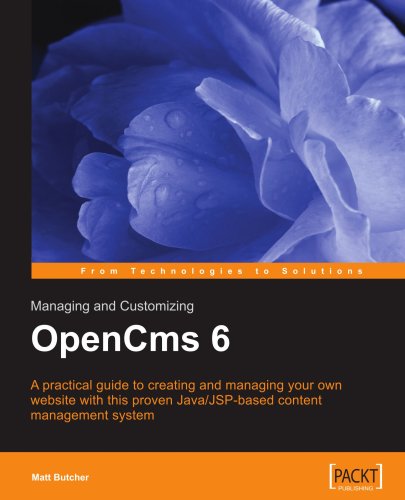 From Technologies to Solutions
Managing and Customizing
OpenCms 6
A practical guide to creating and managing your own
website with this proven Java/JSP-based content
management system
Matt Butcher
[PACKT]
PUBLISHING